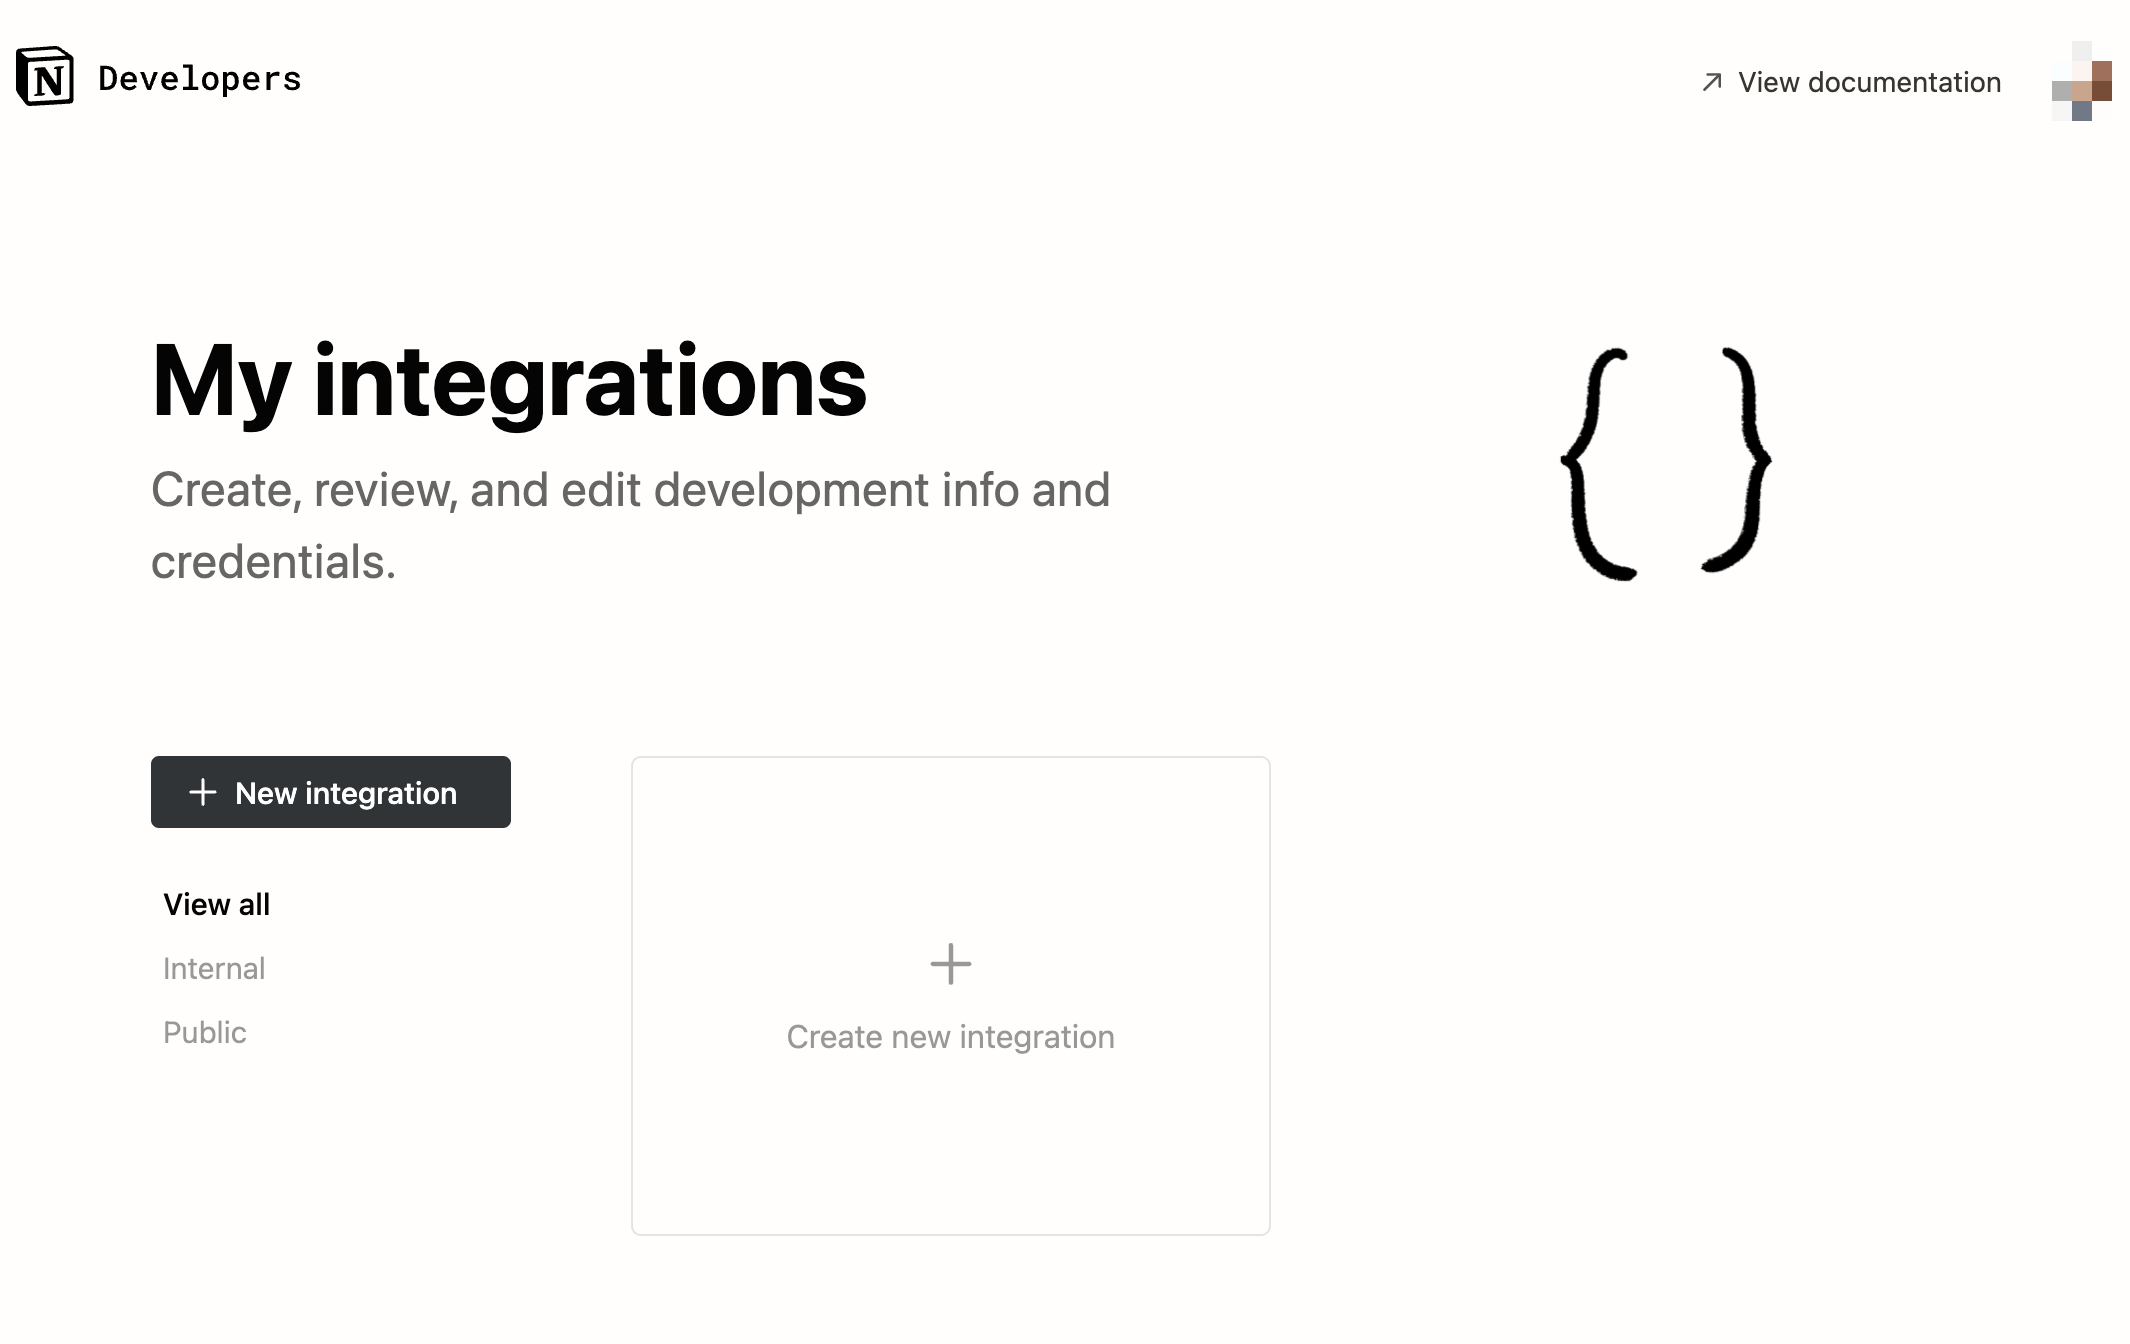 N Developers
View documentation
My integrations
Create, review, and edit development info and
credentials.
{ }
New integration
View all
Internal
Public
Create new integration